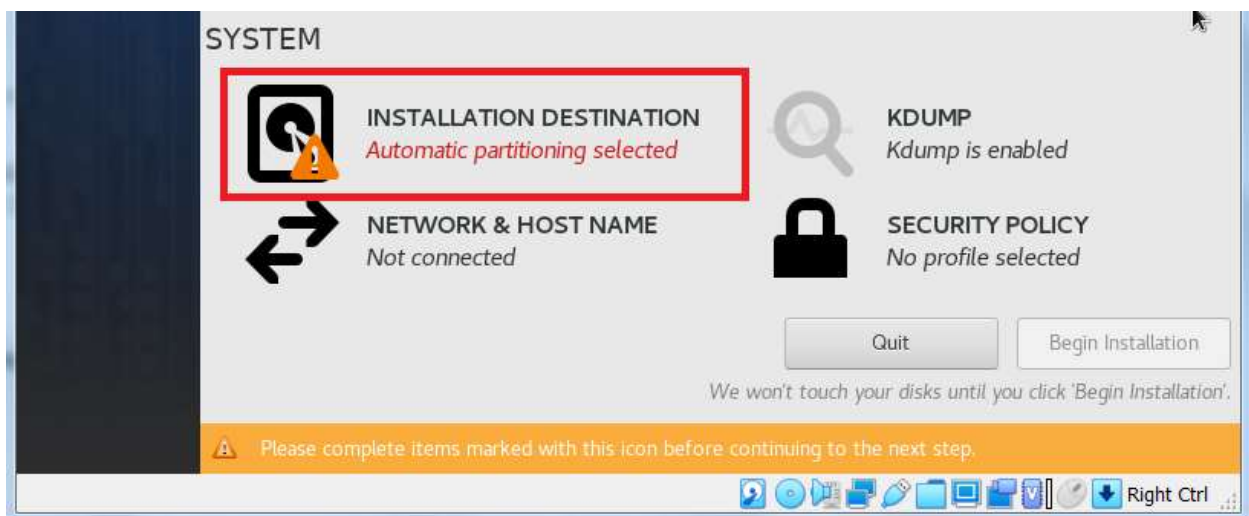 SYSTEM
INSTALLATION DESTINATION
Automatic partitioning selected
KDUMP
Kdump is enabled
NETWORK & HOST NAME
Not connected
SECURITY POLICY
No profile selected
Quit
Begin Installation
We won't touch your disks until you click 'Begin Installation'.
Please complete items marked with this icon before continuing to the next step.
Right Ctrl